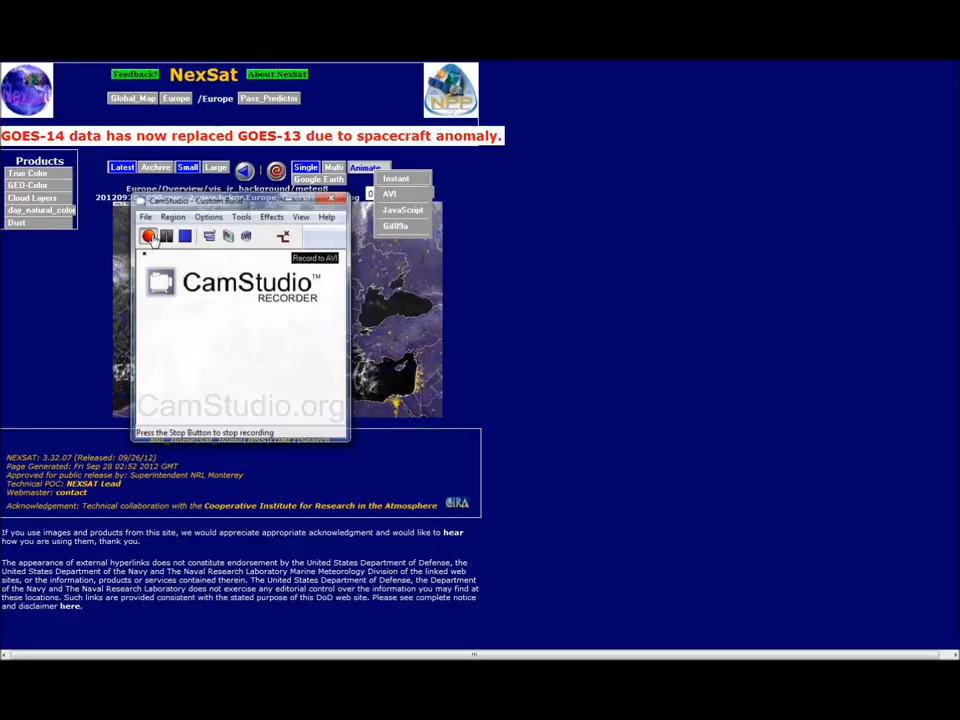 Feedback? NexSat About NexSat
NexSat
NPP
Global_Map Europe /Europe Pass_Predictor
GOES-14 data has now replaced GOES-13 due to spacecraft anomaly.
Products
True Color
GEO-Color
Cloud Layers
day_natural_color
Dust
Latest Archive Small Large | Single Multi Animate
Google Earth
Instant
AVI
JavaScript
Gif89a
Europe/Overview/vis_ir_background/meteo8
CamStudio - Custom Build
File Region Options Tools Effects View Help
Record to AVI
CamStudio™
RECORDER
CamStudio.org
Press the Stop Button to stop recording
NEXSAT: 3.32.07 (Released: 09/26/12)
Page Generated: Fri Sep 28 02:52 2012 GMT
Approved for public release by: Superintendent NRL Monterey
Technical POC: NEXSAT Lead
Webmaster: contact
Acknowledgement: Technical collaboration with the Cooperative Institute for Research in the Atmosphere
CIRA
If you use images and products from this site, we would appreciate appropriate acknowledgment and would like to hear
how you are using them, thank you.
The appearance of external hyperlinks does not constitute endorsement by the United States Department of Defense, the
United States Department of the Navy and The Naval Research Laboratory Marine Meteorology Division of the linked web
sites, or the information, products or services contained therein. The United States Department of Defense, the Department
of the Navy and The Naval Research Laboratory does not exercise any editorial control over the information you may find at
these locations. Such links are provided consistent with the stated purpose of this DoD web site. Please see complete notice
and disclaimer here.